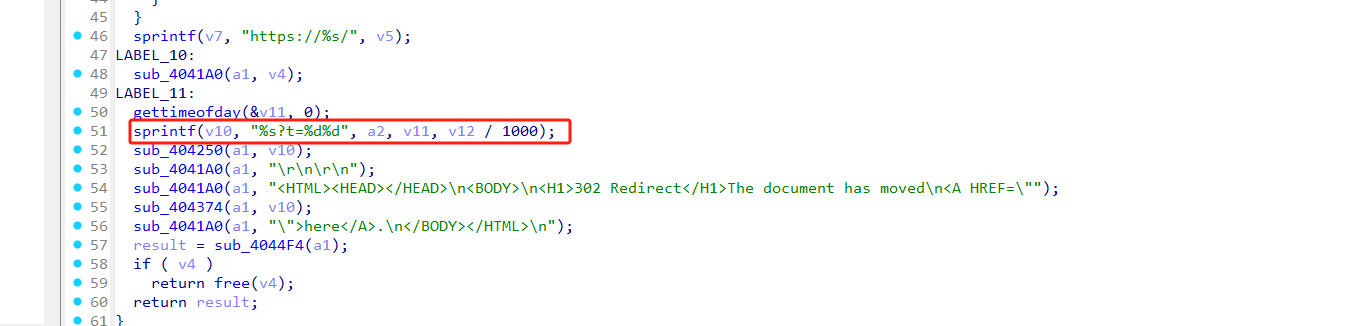 45 }
46 sprintf(v7, "https://%s/", v5);
47 LABEL_10:
48 sub_4041A0(a1, v4);
49 LABEL_11:
50 gettimeofday(&v11, 0);
51 sprintf(v10, "%s?t=%d%d", a2, v11, v12 / 1000);
52 sub_404250(a1, v10);
53 sub_4041A0(a1, "\r\n\r\n");
54 sub_4041A0(a1, "<HTML><HEAD></HEAD>\n<BODY>\n<H1>302 Redirect</H1>The document has moved\n<A HREF=\"");
55 sub_404374(a1, v10);
56 sub_4041A0(a1, "\">here</A>.\n</BODY></HTML>\n");
57 result = sub_4044F4(a1);
58 if ( v4 )
59 return free(v4);
60 return result;
61 }